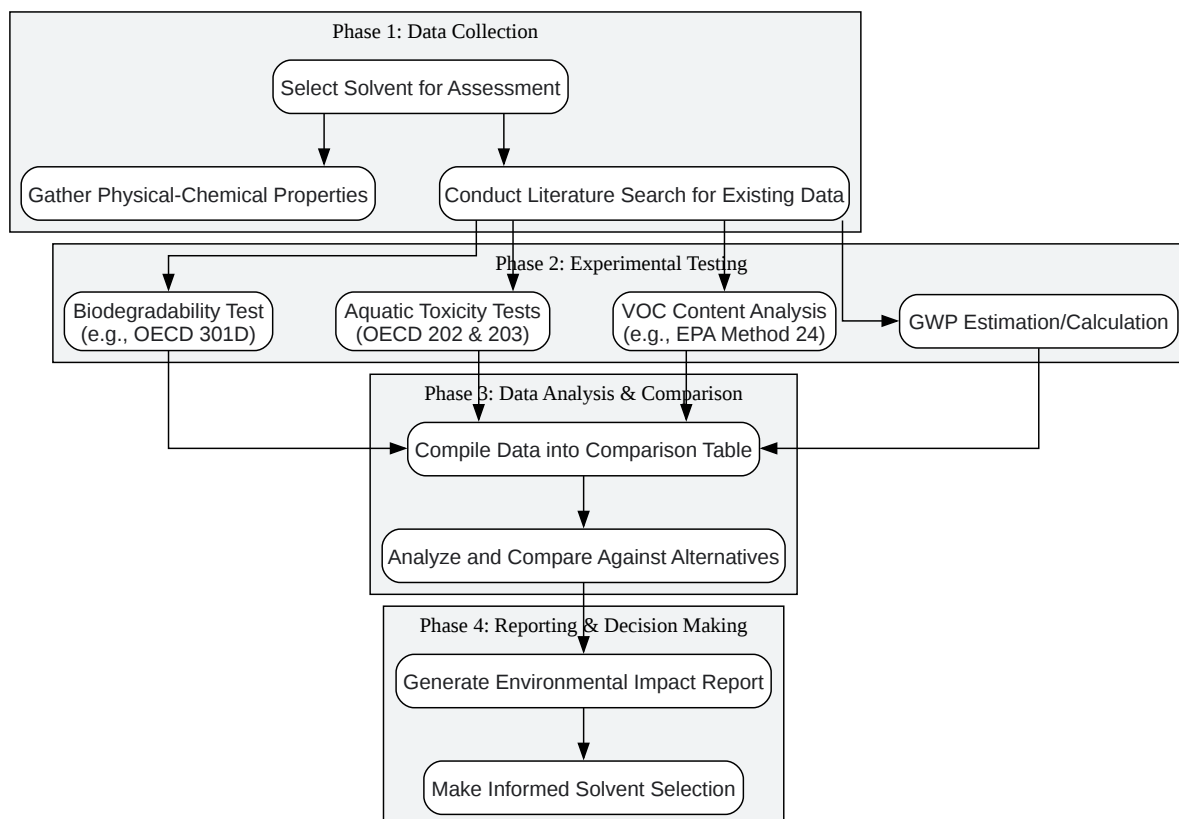 Phase 1: Data Collection
Select Solvent for Assessment
Gather Physical-Chemical Properties
Conduct Literature Search for Existing Data
Phase 2: Experimental Testing
Biodegradability Test
(e.g., OECD 301D)
Aquatic Toxicity Tests
(OECD 202 & 203)
VOC Content Analysis
(e.g., EPA Method 24)
GWP Estimation/Calculation
Phase 3: Data Analysis & Comparison
Compile Data into Comparison Table
Analyze and Compare Against Alternatives
Phase 4: Reporting & Decision Making
Generate Environmental Impact Report
Make Informed Solvent Selection